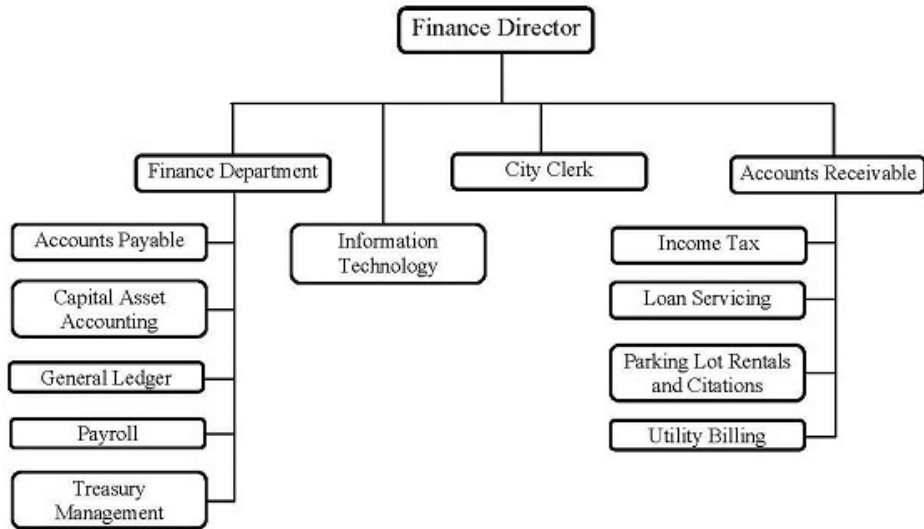 Finance Director
Finance Department
City Clerk
Accounts Receivable
Information
Technology
Accounts Payable
Capital Asset
Accounting
General Ledger
Payroll
Treasury
Management
Income Tax
Loan Servicing
Parking Lot Rentals
and Citations
Utility Billing